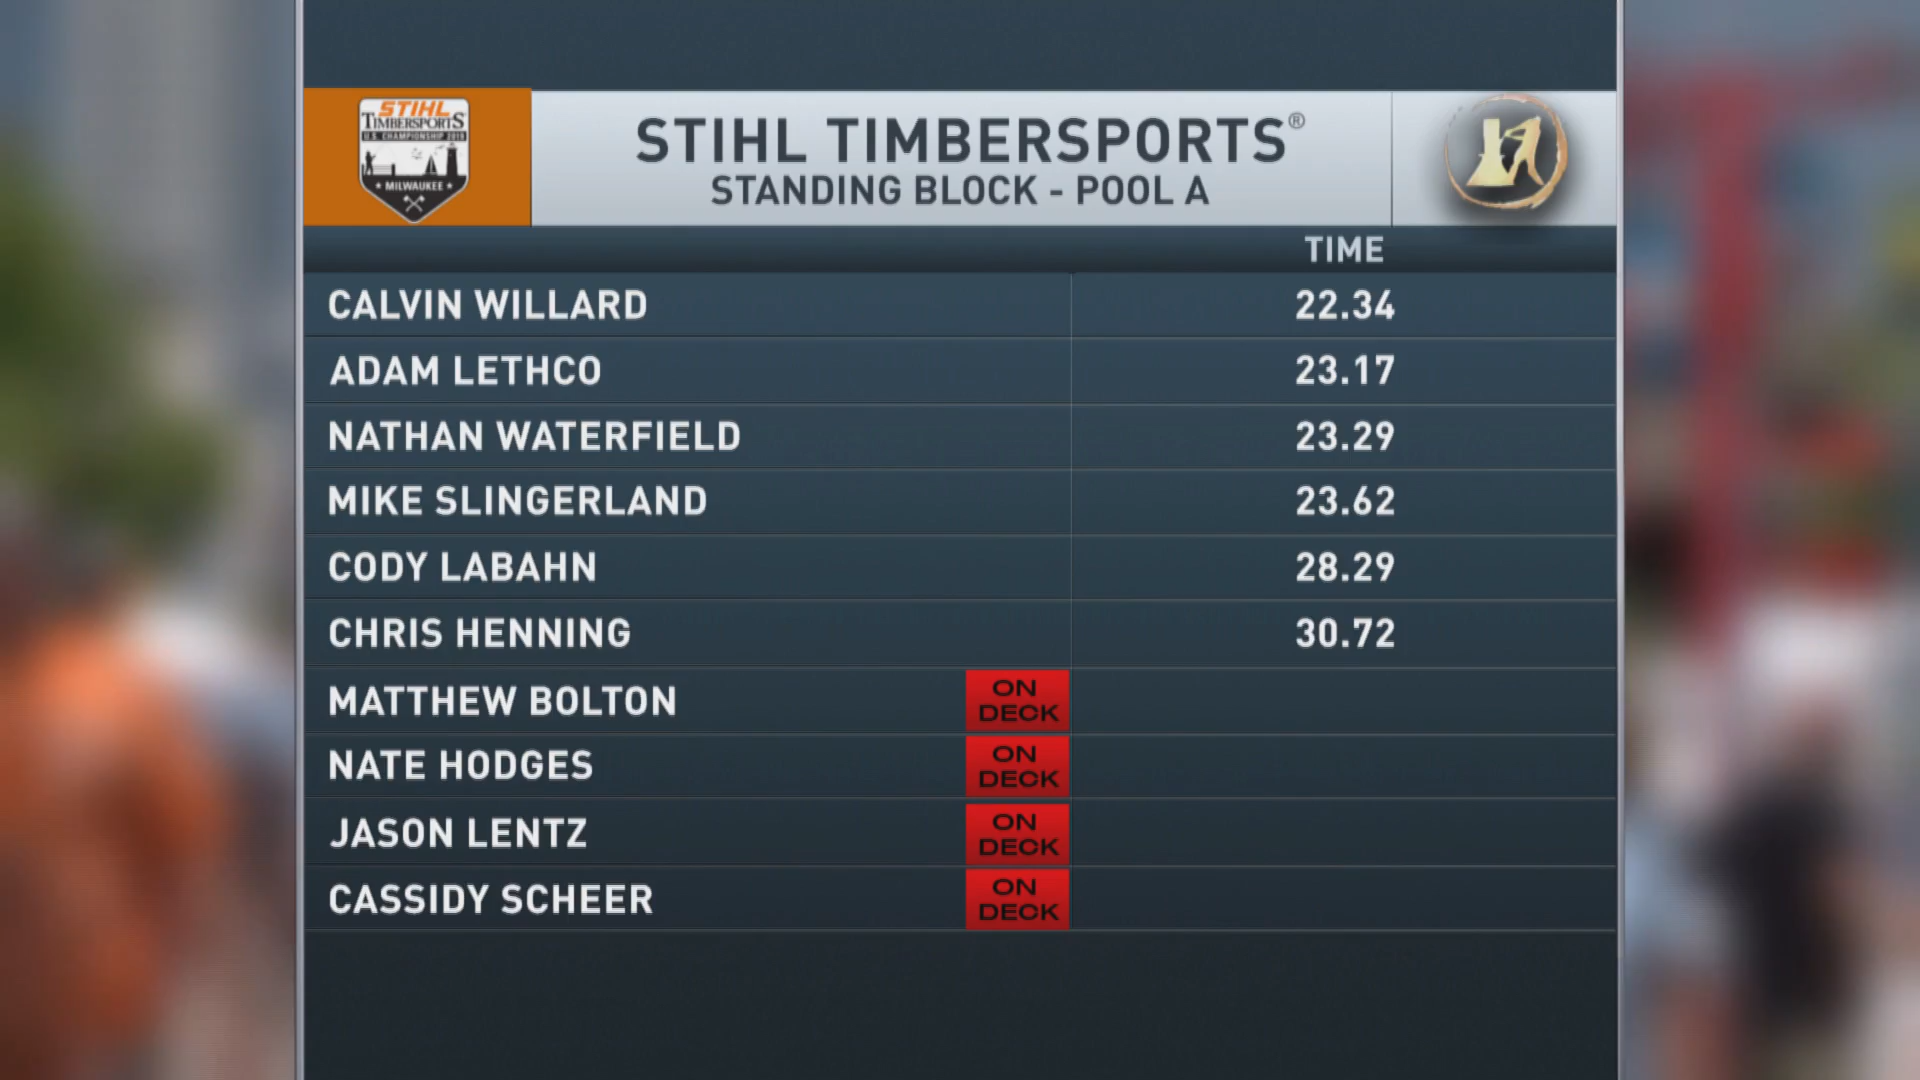 STIHL
TIMBERSPORTS
U.S. CHAMPIONSHIP 2019
★ MILWAUKEE ★
STIHL TIMBERSPORTS®
STANDING BLOCK - POOL A
TIME
CALVIN WILLARD 22.34
ADAM LETHCO 23.17
NATHAN WATERFIELD 23.29
MIKE SLINGERLAND 23.62
CODY LABAHN 28.29
CHRIS HENNING 30.72
MATTHEW BOLTON ON DECK
NATE HODGES ON DECK
JASON LENTZ ON DECK
CASSIDY SCHEER ON DECK